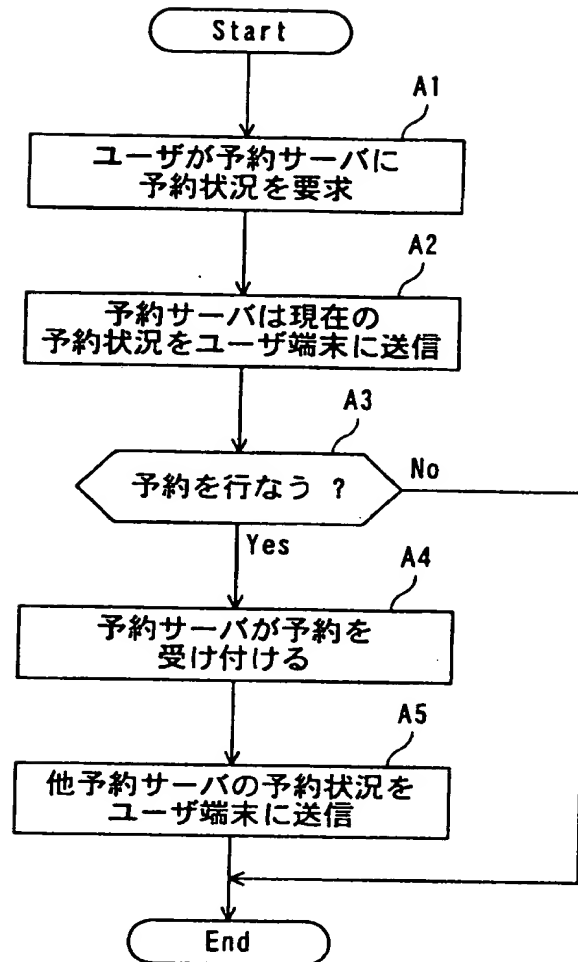 Start
A1
ユーザが予約サーバに
予約状況を要求
A2
予約サーバは現在の
予約状況をユーザ端末に送信
A3
予約を行なう ?
No
Yes
A4
予約サーバが予約を
受け付ける
A5
他予約サーバの予約状況を
ユーザ端末に送信
End